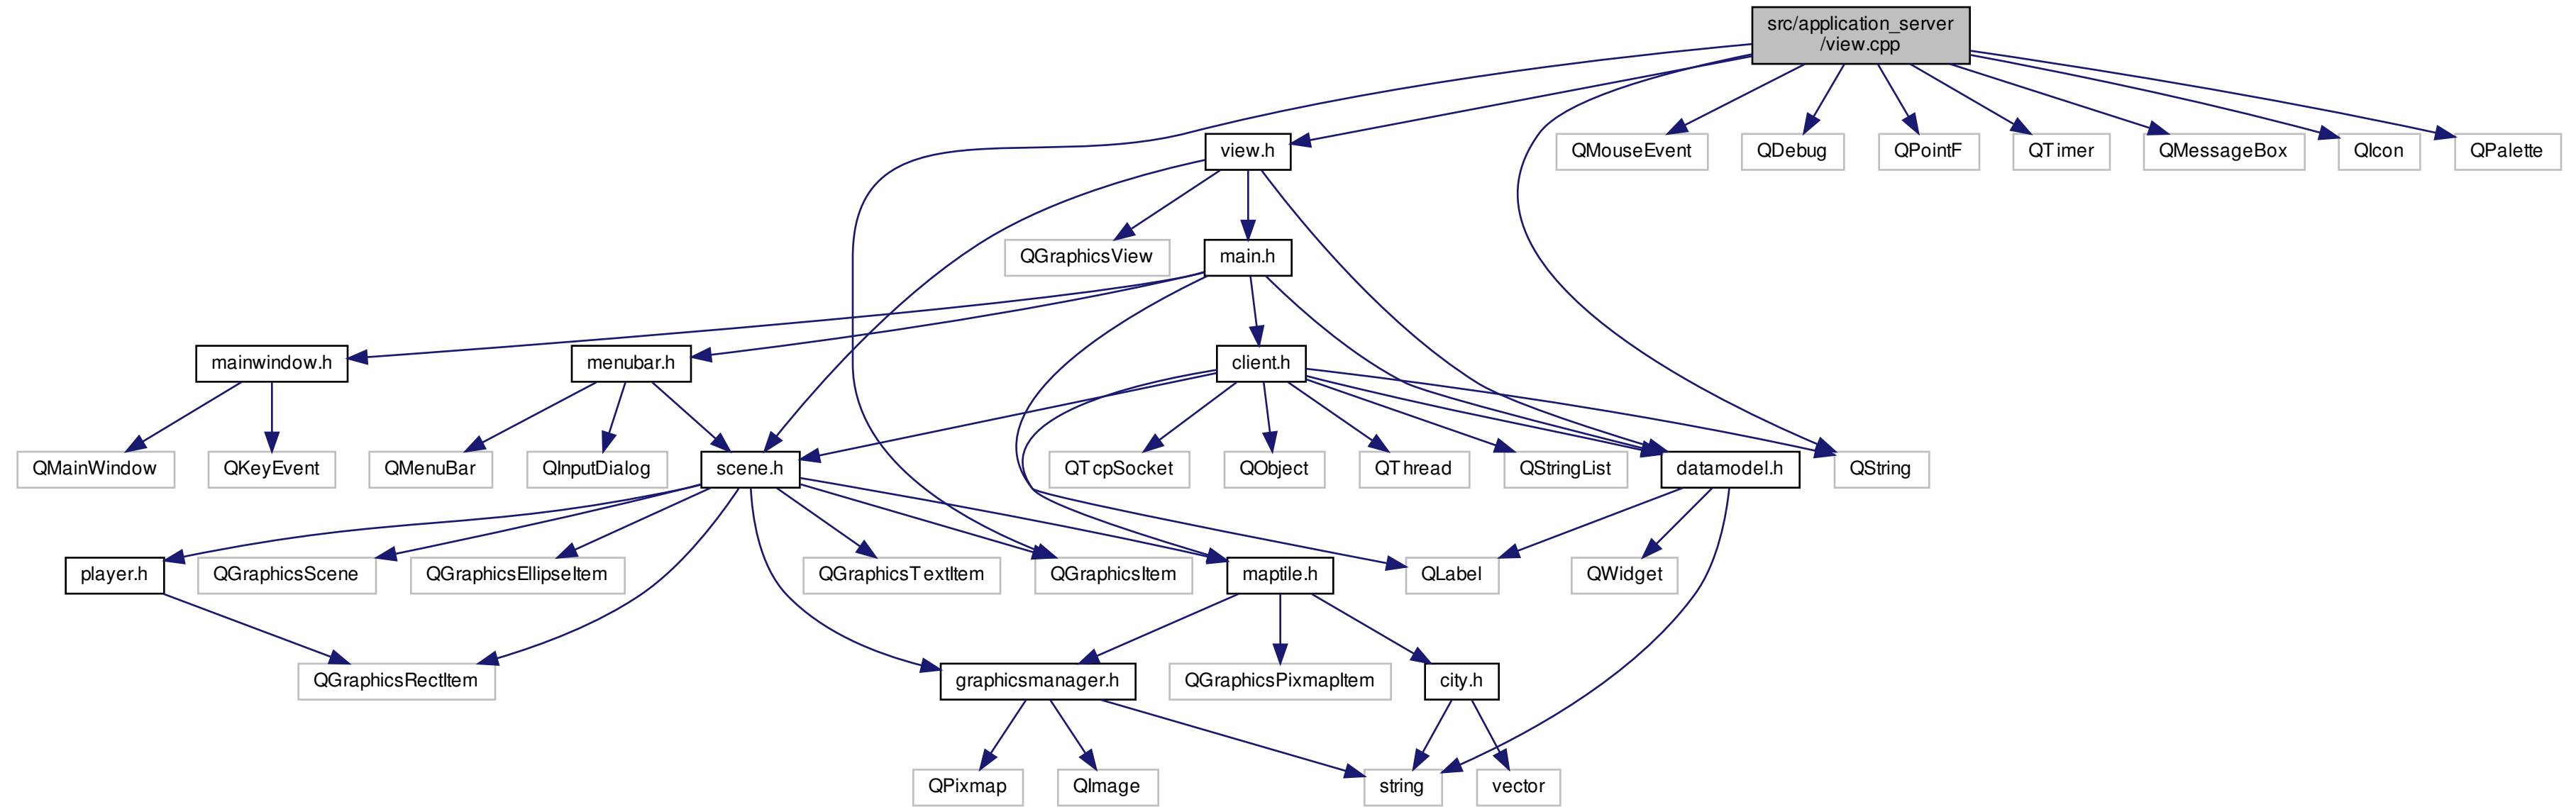 src/application_server
/view.cpp
view.h
QMouseEvent
QDebug
QPointF
QTimer
QMessageBox
QIcon
QPalette
QGraphicsView
main.h
mainwindow.h
menubar.h
client.h
QMainWindow
QKeyEvent
QMenuBar
QInputDialog
scene.h
QTcpSocket
QObject
QThread
QStringList
datamodel.h
QString
player.h
QGraphicsScene
QGraphicsEllipseItem
QGraphicsTextItem
QGraphicsItem
maptile.h
QLabel
QWidget
QGraphicsRectItem
graphicsmanager.h
QGraphicsPixmapItem
city.h
QPixmap
QImage
string
vector